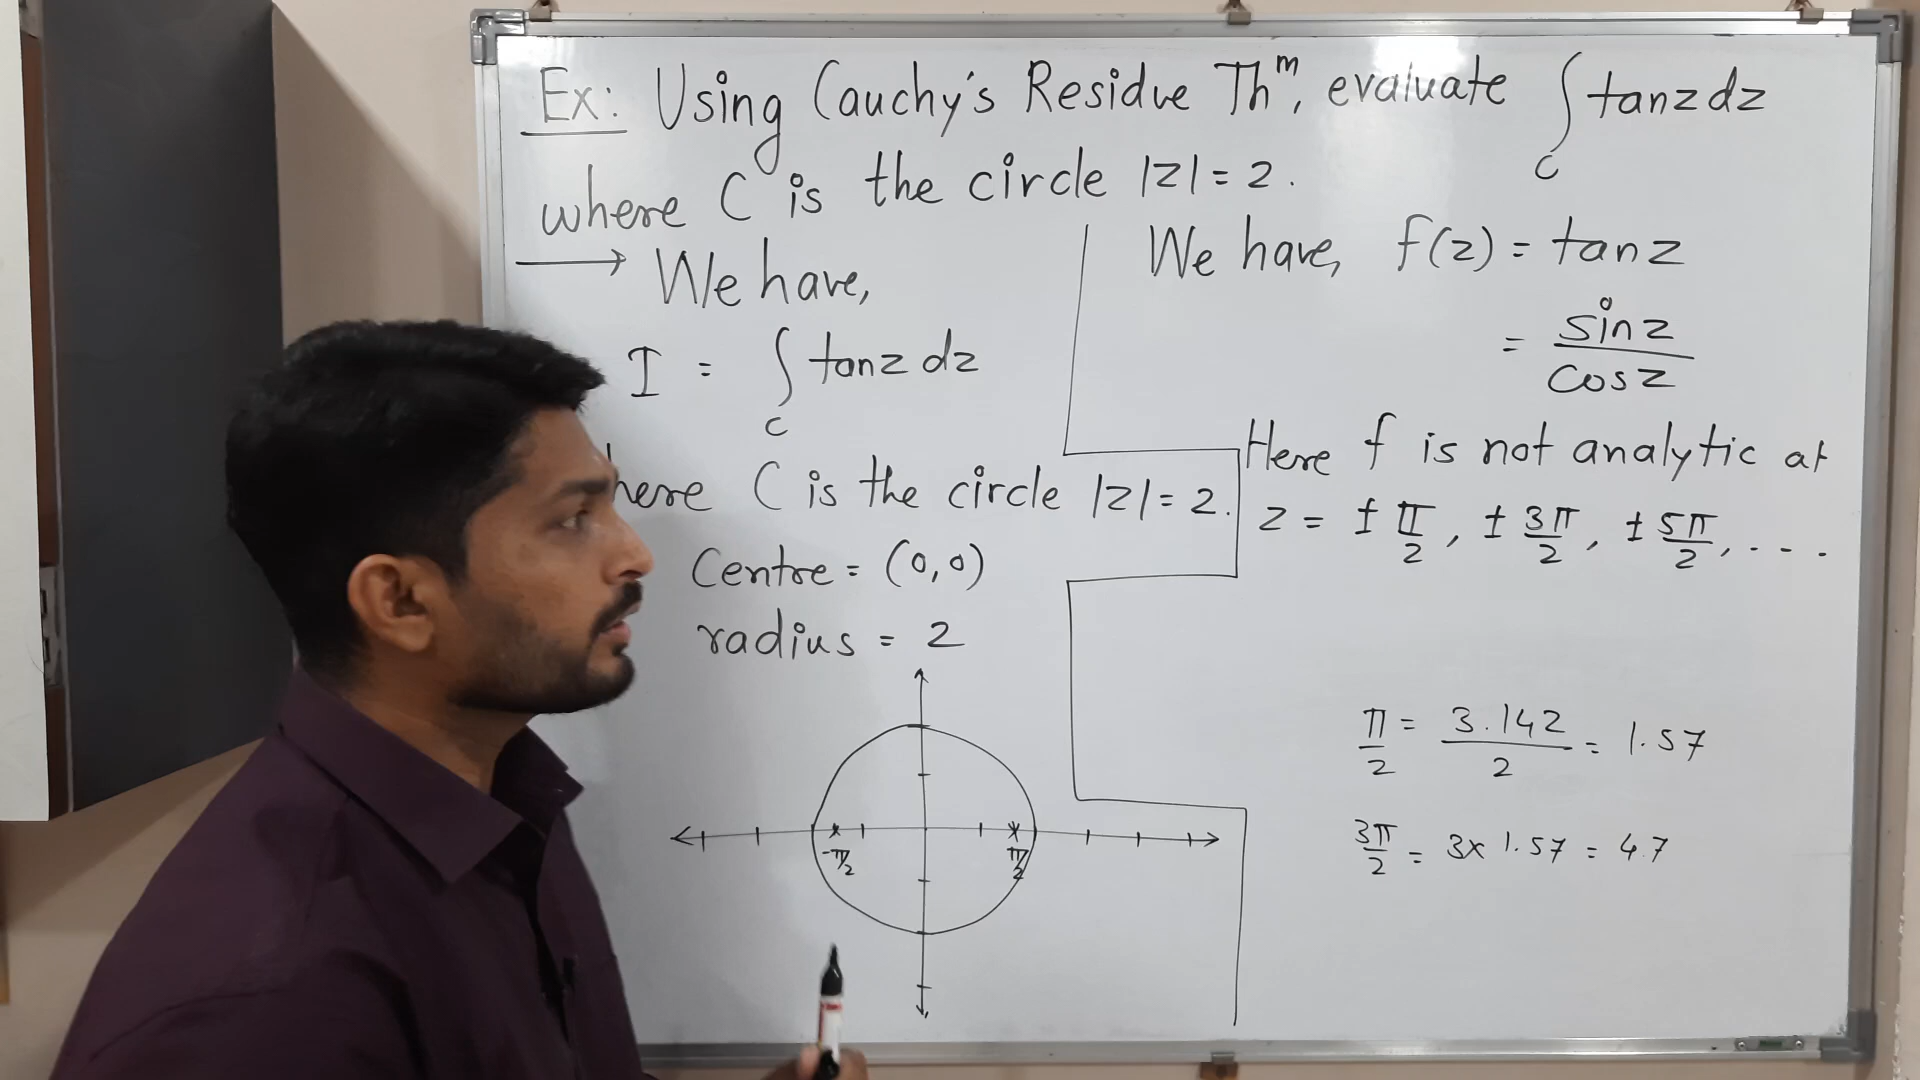 Ex: Using Cauchy's Residue Thᵐ, evaluate ∫_C tanz dz
where C is the circle |z| = 2.
→ We have,
I = ∫_C tanz dz
here C is the circle |z| = 2.
Centre = (0,0)
radius = 2
-π/2 π/2
We have, f(z) = tanz
= sinz/cosz
Here f is not analytic at
z = ± π/2, ± 3π/2, ± 5π/2, ....
π/2 = 3.142/2 = 1.57
3π/2 = 3x 1.57 = 4.7